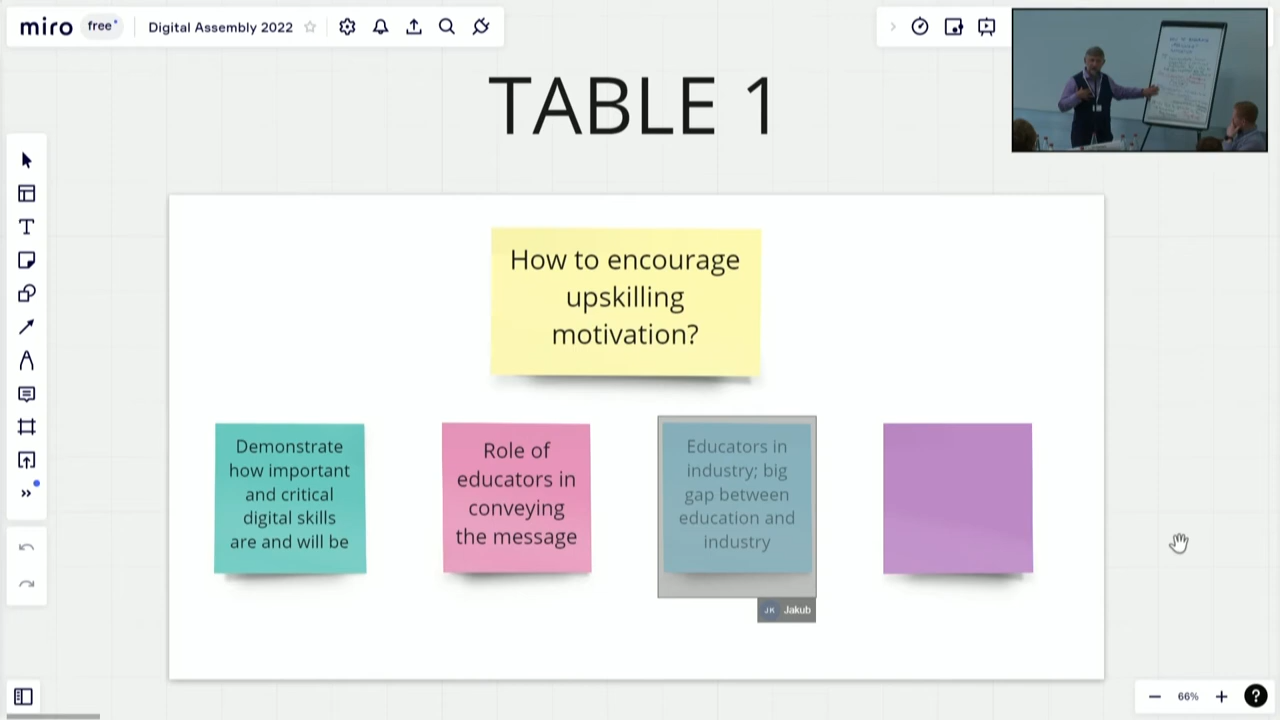 miro free Digital Assembly 2022
TABLE 1
How to encourage
upskilling
motivation?
Demonstrate
how important
and critical
digital skills
are and will be
Role of
educators in
conveying
the message
Educators in
industry; big
gap between
education and
industry
JK Jakub
66%